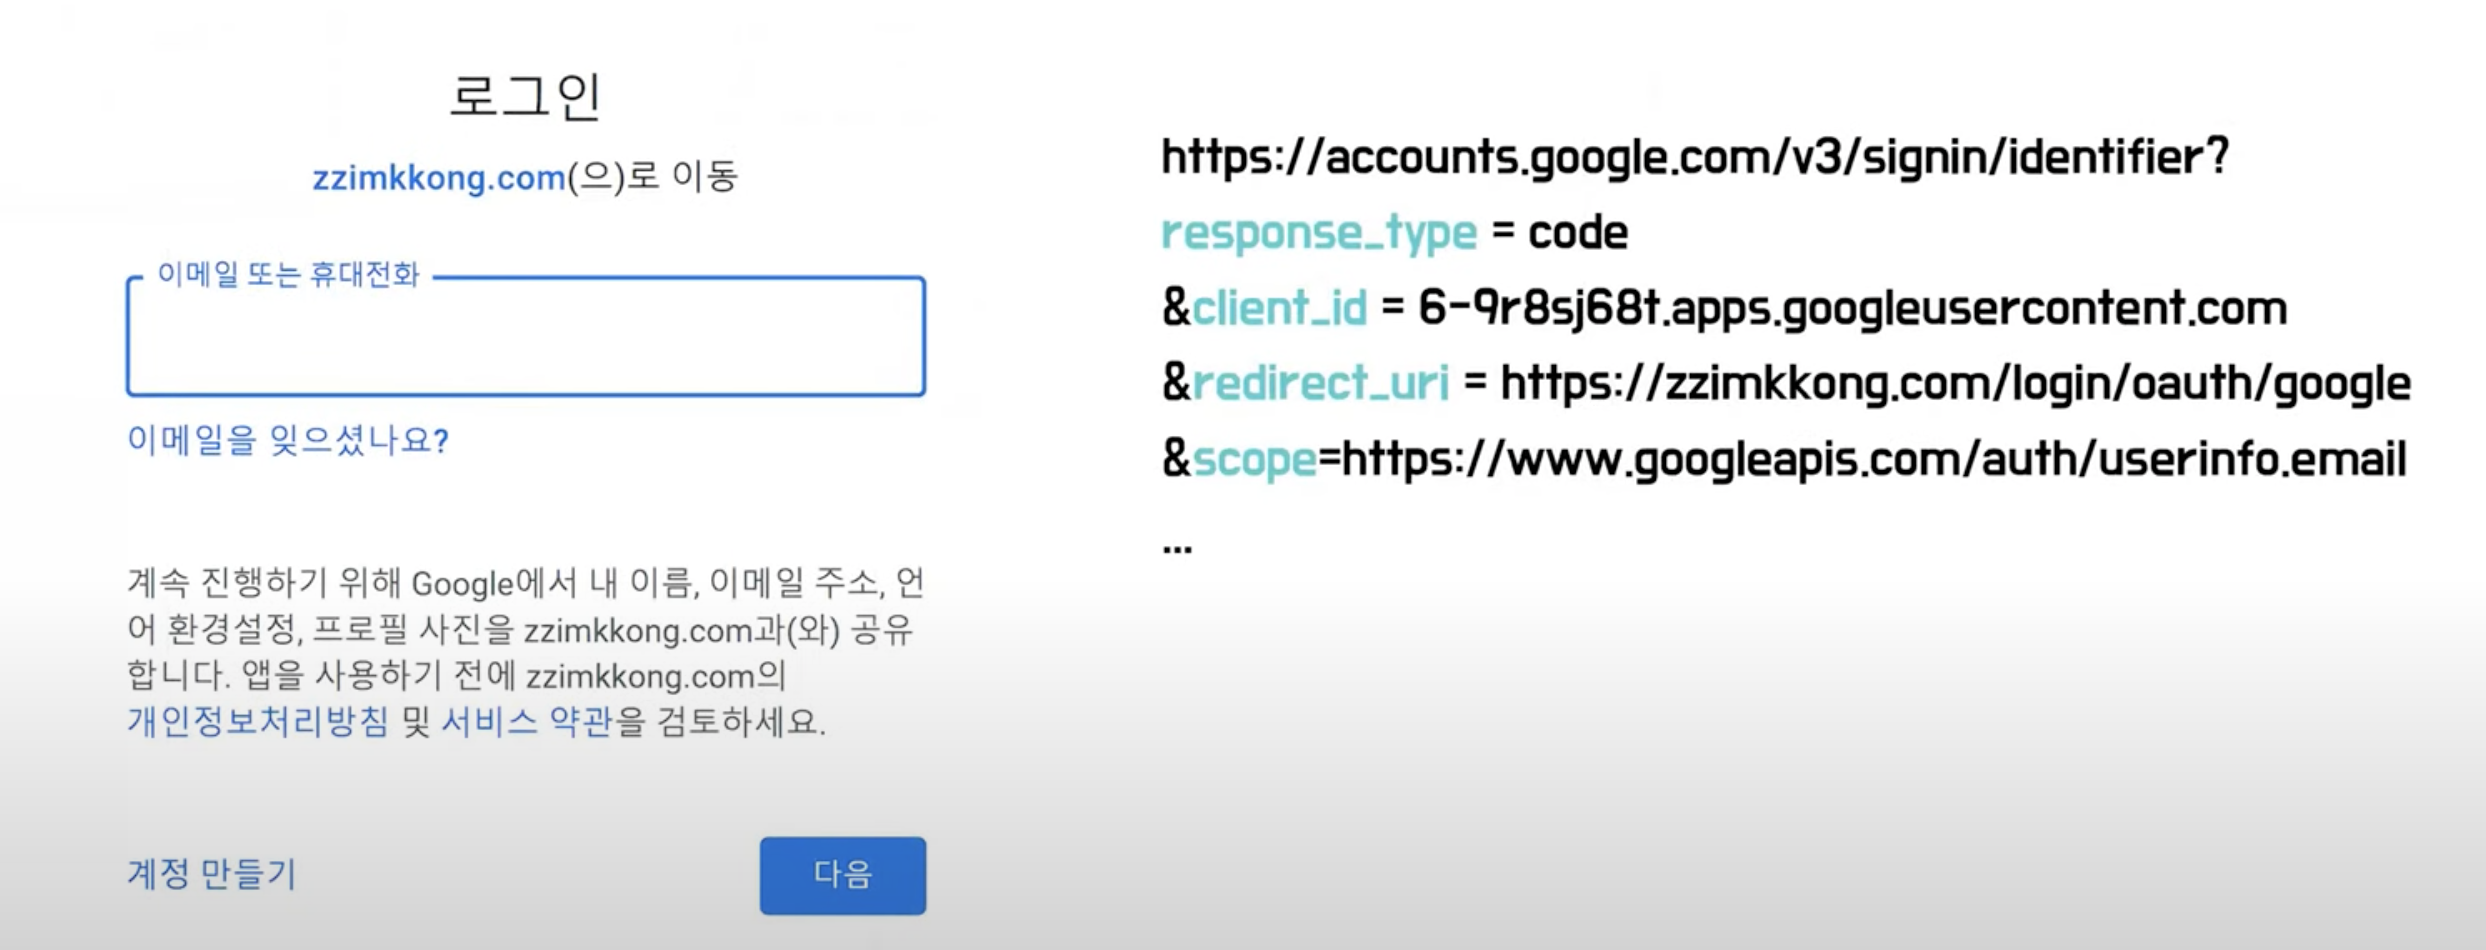 로그인
zzimkkong.com(으)로 이동
이메일 또는 휴대전화
이메일을 잊으셨나요?
계속 진행하기 위해 Google에서 내 이름, 이메일 주소, 언
어 환경설정, 프로필 사진을 zzimkkong.com과(와) 공유
합니다. 앱을 사용하기 전에 zzimkkong.com의
개인정보처리방침 및 서비스 약관을 검토하세요.
계정 만들기
다음
https://accounts.google.com/v3/signin/identifier?
response_type = code
&client_id = 6-9r8sj68t.apps.googleusercontent.com
&redirect_uri = https://zzimkkong.com/login/oauth/google
&scope=https://www.googleapis.com/auth/userinfo.email
...